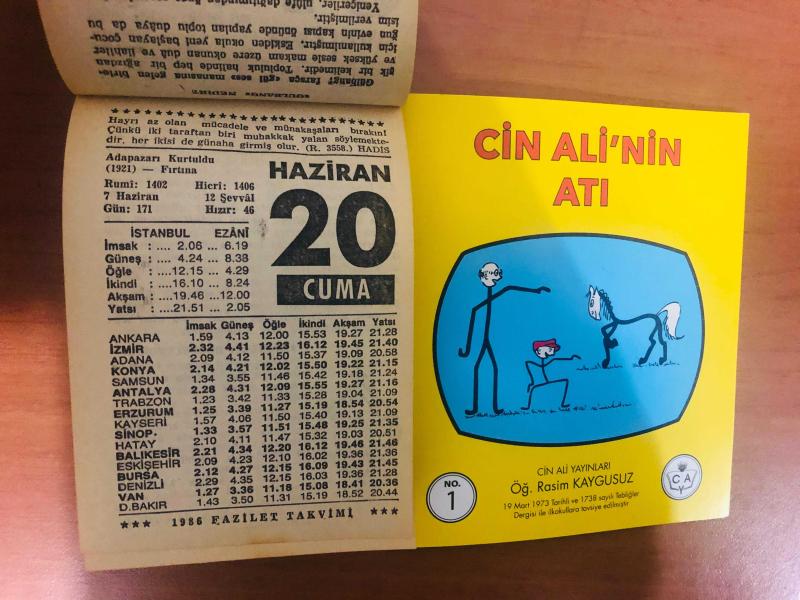 «GÜLBANG» NEDİR?
Gülbangi farsça «gül ses» manasına gelen birle-
şik bir kelimedir. Topluluk halinde hep bir ağızdan
ve yüksek sesle makam üzere okunan duâ ve ilâhiler
için kullanılmıştır. Eskiden okula yeni başlayan çocu-
ğun evinin kapısı önünde yapılan toplu duâya da bu
isim verilmiştir.
Yeniçeriler, ulûfe dağıtımından önce
Hayrı az olan mücadele ve münakaşaları bırakın!
Çünkü iki taraftan biri muhakkak yalan söylemekte-
dir, her ikisi de günaha girmiş olur. (R. 3558.) HADİS
Adapazarı Kurtuldu
(1921) — Fırtına
Rumî: 1402 Hicrî: 1406
7 Haziran 12 Şevvâl
Gün: 171 Hızır: 46
HAZİRAN
20
CUMA
İSTANBUL EZANÎ
İmsak : .... 2.06 ... 6.19
Güneş : .... 4.24 ... 8.38
Öğle : ....12.15 ... 4.29
İkindi : ....16.10 ... 8.24
Akşam : ....19.46 ...12.00
Yatsı : ....21.51 ... 2.05
İmsak Güneş Öğle İkindi Akşam Yatsı
ANKARA 1.59 4.13 12.00 15.53 19.27 21.28
İZMİR 2.32 4.41 12.23 16.12 19.45 21.40
ADANA 2.09 4.12 11.50 15.37 19.09 20.58
KONYA 2.14 4.21 12.02 15.50 19.22 21.15
SAMSUN 1.34 3.55 11.46 15.42 19.18 21.24
ANTALYA 2.28 4.31 12.09 15.55 19.27 21.16
TRABZON 1.23 3.42 11.33 15.28 19.04 21.09
ERZURUM 1.25 3.39 11.27 15.19 18.54 20.54
KAYSERİ 1.57 4.06 11.50 15.40 19.13 21.09
SİNOP. 1.33 3.57 11.51 15.48 19.25 21.35
HATAY 2.10 4.11 11.47 15.32 19.03 20.51
BALIKESİR 2.21 4.34 12.20 16.12 19.46 21.46
ESKİŞEHİR 2.09 4.23 12.10 16.02 19.36 21.36
BURSA 2.12 4.27 12.15 16.09 19.43 21.45
DENİZLİ 2.29 4.35 12.15 16.03 19.36 21.28
VAN 1.27 3.36 11.18 15.08 18.41 20.36
D.BAKIR 1.43 3.50 11.31 15.19 18.52 20.44
*** 1986 FAZİLET TAKVİMİ ***
CİN ALİ'NİN
ATI
CİN ALİ YAYINLARI
Öğ. Rasim KAYGUSUZ
19 Mart 1973 Tarihli ve 1738 sayılı Tebliğler
Dergisi ile ilkokullara tavsiye edilmiştir
NO.
1
C A Y